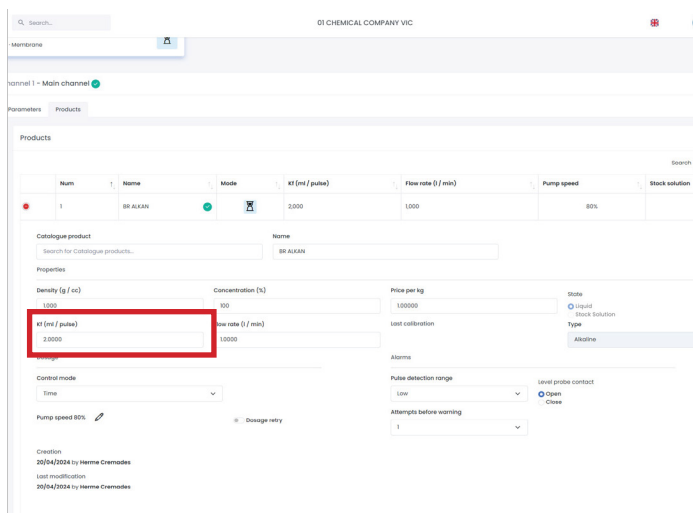 Search...
01 CHEMICAL COMPANY VIC
- Membrane
hannel 1 - Main channel
Parameters Products
Products
Search
Num Name Mode Kf (ml / pulse) Flow rate (l / min) Pump speed Stock solution
1 BR ALKAN 2,000 1,000 80%
Catalogue product Name
Search for Catalogue products... BR ALKAN
Properties
Density (g / cc) Concentration (%) Price per kg State
1.000 100 1.00000 Liquid
Stock Solution
Kf (ml / pulse) low rate (l / min) Last calibration Type
2.0000 1.0000 Alkaline
Dosage Alarms
Control mode Pulse detection range Level probe contact
Time Low Open
Close
Pump speed 80% Dosage retry Attempts before warning
1
Creation
20/04/2024 by Herme Cremades
Last modification
20/04/2024 by Herme Cremades